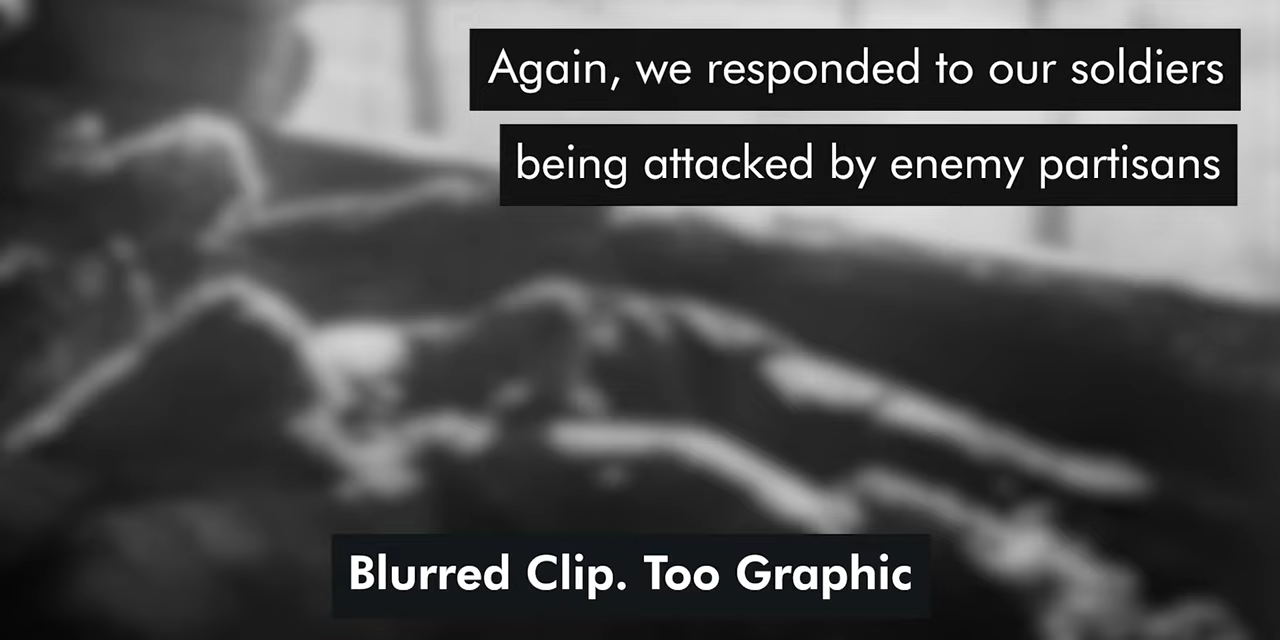 Again, we responded to our soldiers
being attacked by enemy partisans
Blurred Clip. Too Graphic